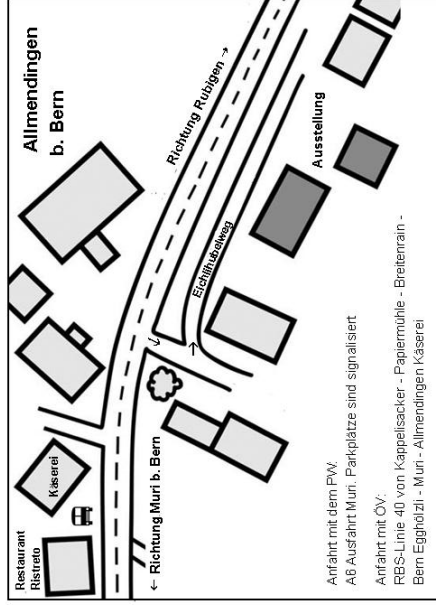 Allmendingen
b. Bern
Richtung Rubigen →
Ausstellung
Eichlihubelweg
Käserei
Restaurant
Ristreto
← Richtung Muri b. Bern
Anfahrt mit dem PW:
A6 Ausfahrt Muri. Parkplätze sind signalisiert
Anfahrt mit ÖV:
RBS-Linie 40 von Kappelisacker - Papiermühle - Breitenrain -
Bern Egghölzli - Muri - Allmendingen Käserei